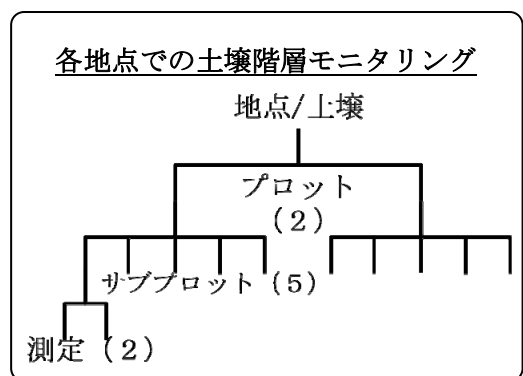 各地点での土壌階層モニタリング
地点/土壌
プロット
（２）
サブプロット（５）
測定（２）